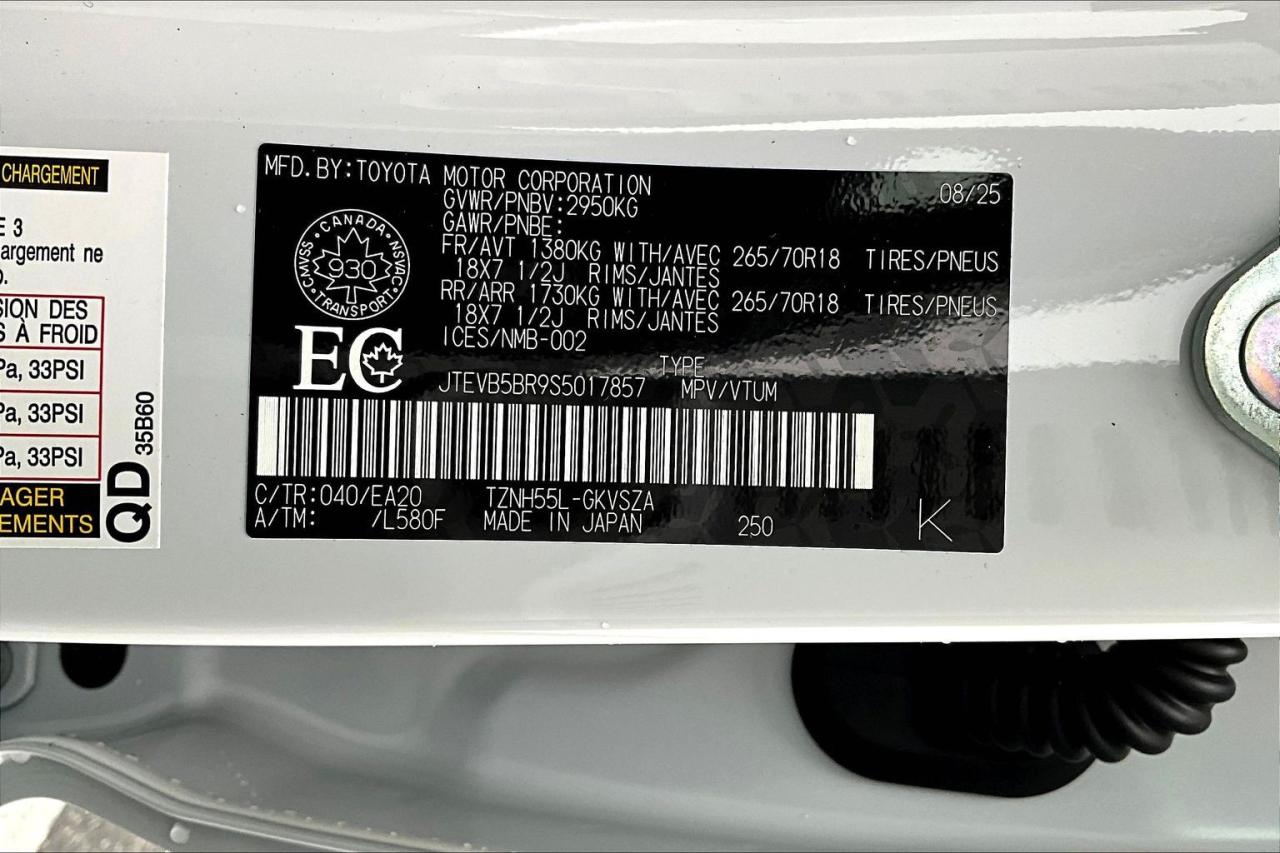 CHARGEMENT
E 3
argement ne
SION DES
S À FROID
Pa, 33PSI
Pa, 33PSI
Pa, 33PSI
AGER
EMENTS
QD
35B60
MFD. BY: TOYOTA MOTOR CORPORATION 08/25
GVWR/PNBV: 2950KG
GAWR/PNBE:
FR/AVT 1380KG WITH/AVEC 265/70R18 TIRES/PNEUS
18X7 1/2J RIMS/JANTES
RR/ARR 1730KG WITH/AVEC 265/70R18 TIRES/PNEUS
18X7 1/2J RIMS/JANTES
ICES/NMB-002
CANADA
CMVSS 930 NSVAC
TRANSPORT
EC
TYPE
JTEVB5BR9S5017857 MPV/VTUM
C/TR: 040/EA20 TZNH55L-GKVSZA
A/TM: /L580F MADE IN JAPAN 250 K